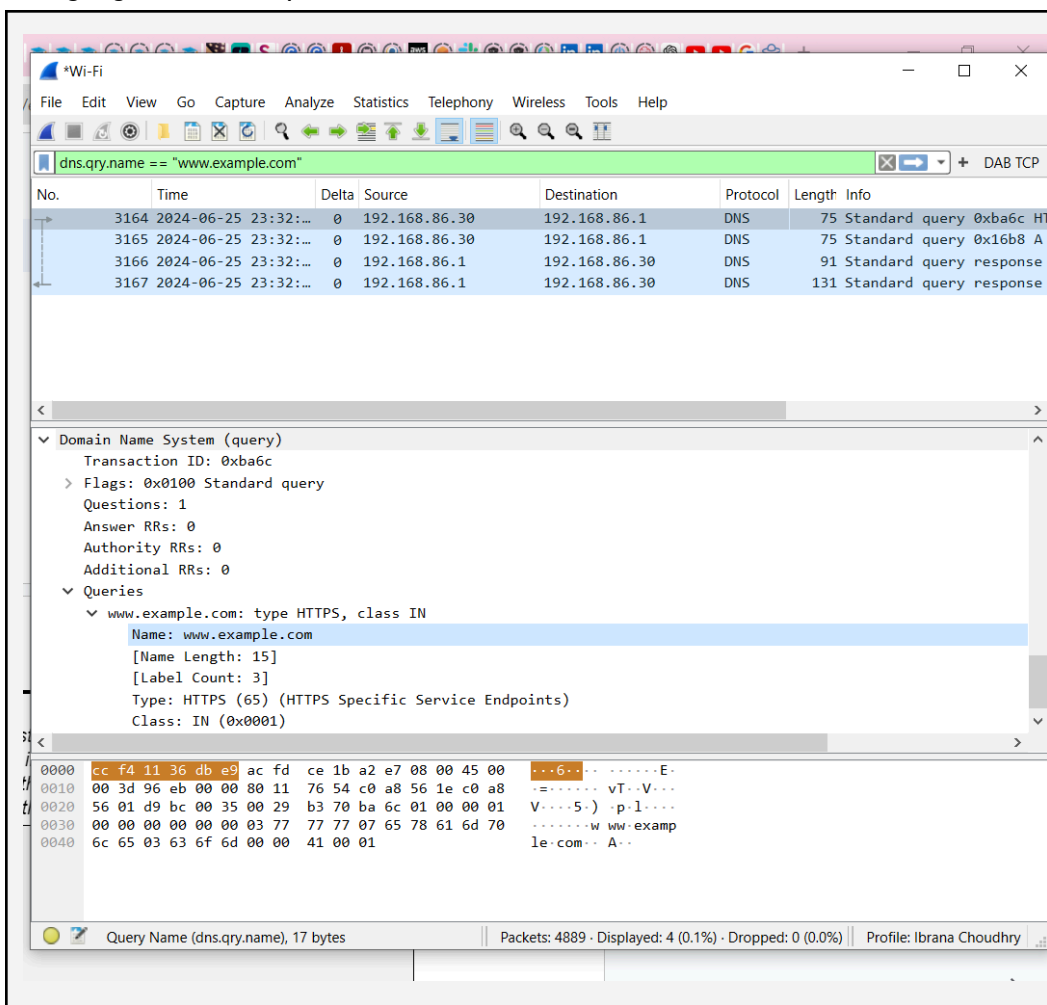 *Wi-Fi
File Edit View Go Capture Analyze Statistics Telephony Wireless Tools Help
dns.qry.name == "www.example.com"
+ DAB TCP
No. Time Delta Source Destination Protocol Length Info
3164 2024-06-25 23:32:… 0 192.168.86.30 192.168.86.1 DNS 75 Standard query 0xba6c HT
3165 2024-06-25 23:32:… 0 192.168.86.30 192.168.86.1 DNS 75 Standard query 0x16b8 A
3166 2024-06-25 23:32:… 0 192.168.86.1 192.168.86.30 DNS 91 Standard query response
3167 2024-06-25 23:32:… 0 192.168.86.1 192.168.86.30 DNS 131 Standard query response
Domain Name System (query)
Transaction ID: 0xba6c
Flags: 0x0100 Standard query
Questions: 1
Answer RRs: 0
Authority RRs: 0
Additional RRs: 0
Queries
www.example.com: type HTTPS, class IN
Name: www.example.com
[Name Length: 15]
[Label Count: 3]
Type: HTTPS (65) (HTTPS Specific Service Endpoints)
Class: IN (0x0001)
0000 cc f4 11 36 db e9 ac fd ce 1b a2 e7 08 00 45 00 ···6···· ······E·
0010 00 3d 96 eb 00 00 80 11 76 54 c0 a8 56 1e c0 a8 ·=······ vT··V···
0020 56 01 d9 bc 00 35 00 29 b3 70 ba 6c 01 00 00 01 V····5·) ·p·l····
0030 00 00 00 00 00 00 03 77 77 77 07 65 78 61 6d 70 ·······w ww·examp
0040 6c 65 03 63 6f 6d 00 00 41 00 01 le·com·· A··
Query Name (dns.qry.name), 17 bytes
Packets: 4889 · Displayed: 4 (0.1%) · Dropped: 0 (0.0%)
Profile: Ibrana Choudhry